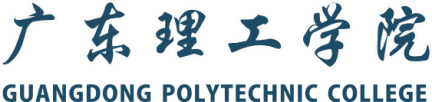 广东理工学院
GUANGDONG POLYTECHNIC COLLEGE